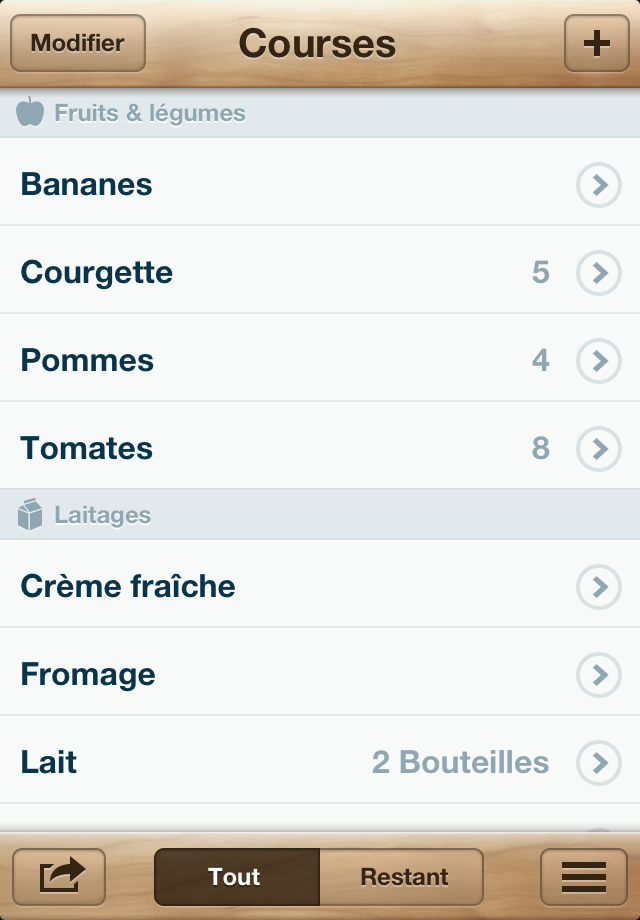 Modifier
Courses
Fruits & légumes
Bananes
Courgette 5
Pommes 4
Tomates 8
Laitages
Crème fraîche
Fromage
Lait 2 Bouteilles
Tout
Restant